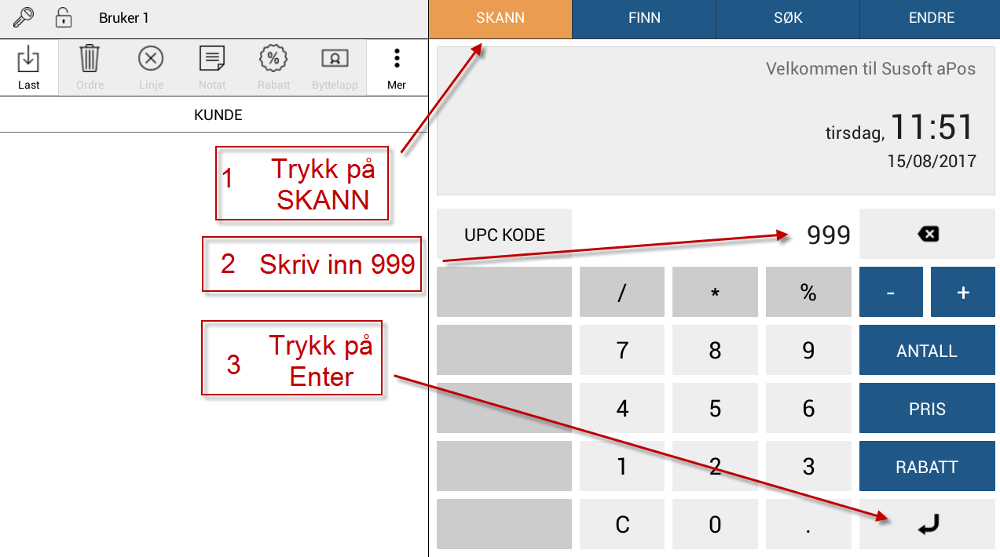 Bruker 1
SKANN
FINN
SØK
ENDRE
Last
Ordre
Linje
Notat
Rabatt
Byttelapp
Mer
KUNDE
Velkommen til Susoft aPos
tirsdag, 11:51
15/08/2017
1 Trykk på
SKANN
2 Skriv inn 999
3 Trykk på
Enter
UPC KODE 999
/ * % - +
7 8 9 ANTALL
4 5 6 PRIS
1 2 3 RABATT
C 0 .